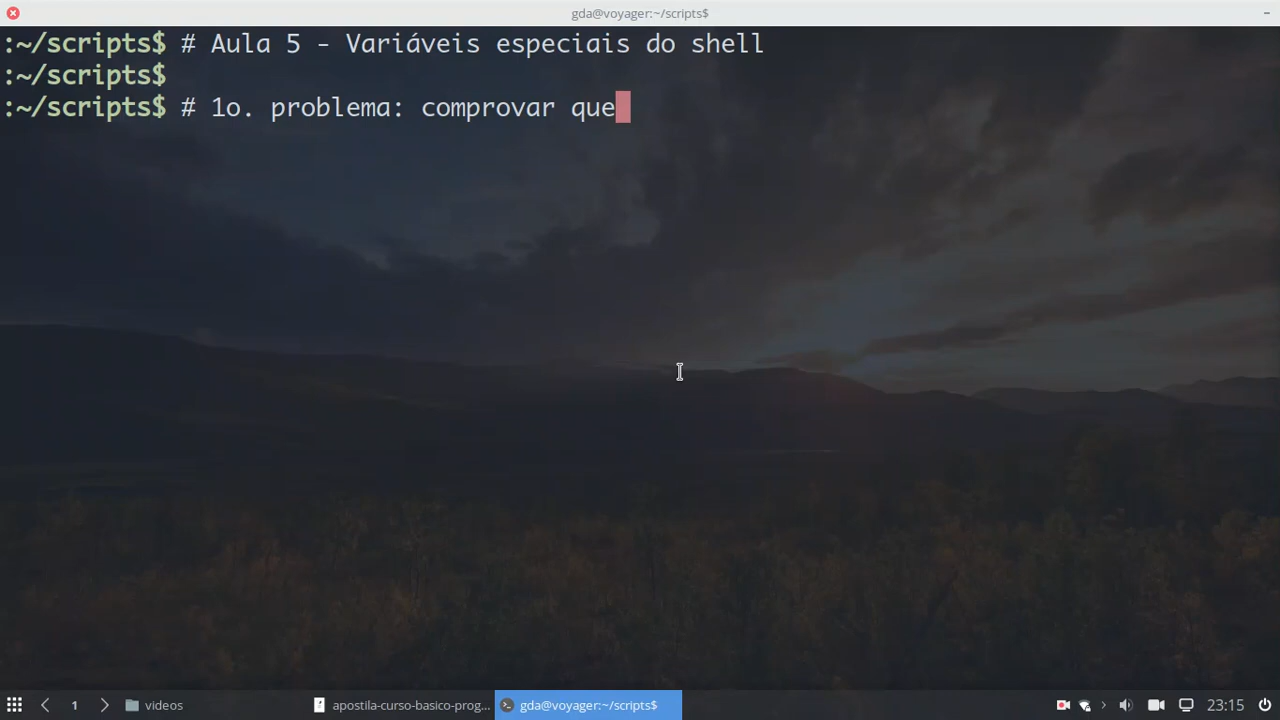 gda@voyager:~/scripts$
:~/scripts$ # Aula 5 - Variáveis especiais do shell
:~/scripts$
:~/scripts$ # 1o. problema: comprovar que
1
videos
apostila-curso-basico-prog...
gda@voyager:~/scripts$
23:15